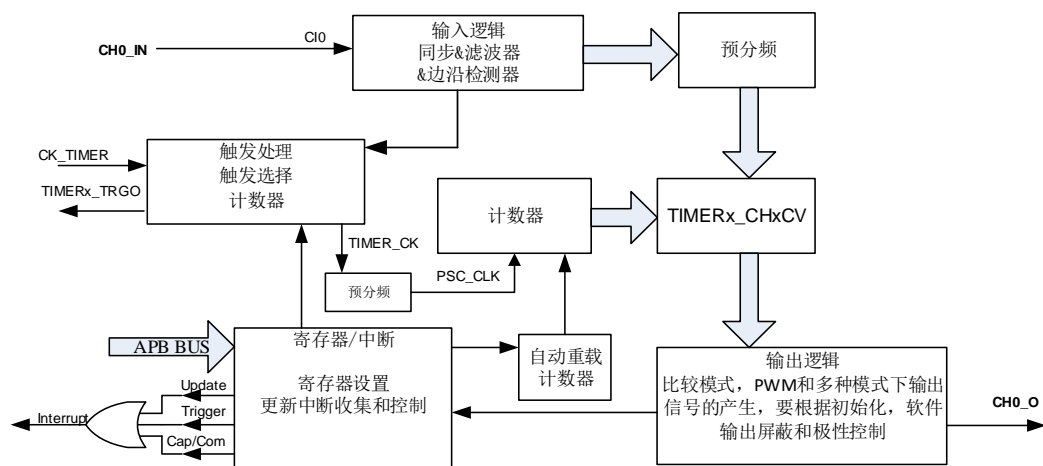 CH0_IN
CI0
输入逻辑
同步&滤波器
&边沿检测器
预分频
CK_TIMER
TIMERx_TRGO
触发处理
触发选择
计数器
计数器
TIMERx_CHxCV
TIMER_CK
预分频
PSC_CLK
APB BUS
寄存器/中断
寄存器设置
更新中断收集和控制
自动重载
计数器
输出逻辑
比较模式，PWM和多种模式下输出
信号的产生，要根据初始化，软件
输出屏蔽和极性控制
CH0_O
Update
Trigger
Cap/Com
Interrupt